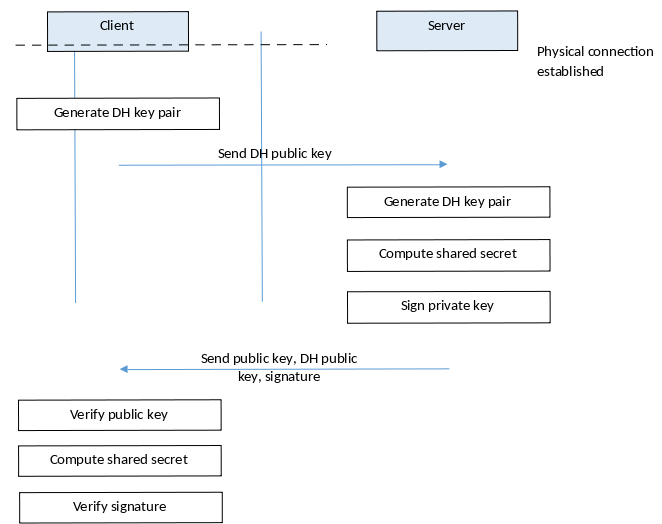 Client
Server
Physical connection
established
Generate DH key pair
Send DH public key
Generate DH key pair
Compute shared secret
Sign private key
Send public key, DH public
key, signature
Verify public key
Compute shared secret
Verify signature